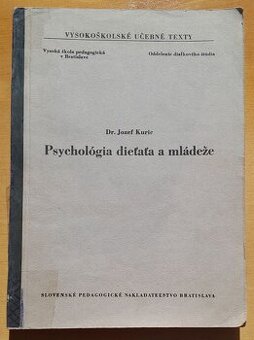 VYSOKOŠKOLSKÉ UČEBNÉ TEXTY
Vysoká škola pedagogická
v Bratislave
Oddelenie diaľkového štúdia
Dr. Jozef Kuric
Psychológia dieťaťa a mládeže
SLOVENSKÉ PEDAGOGICKÉ NAKLADATEĽSTVO BRATISLAVA